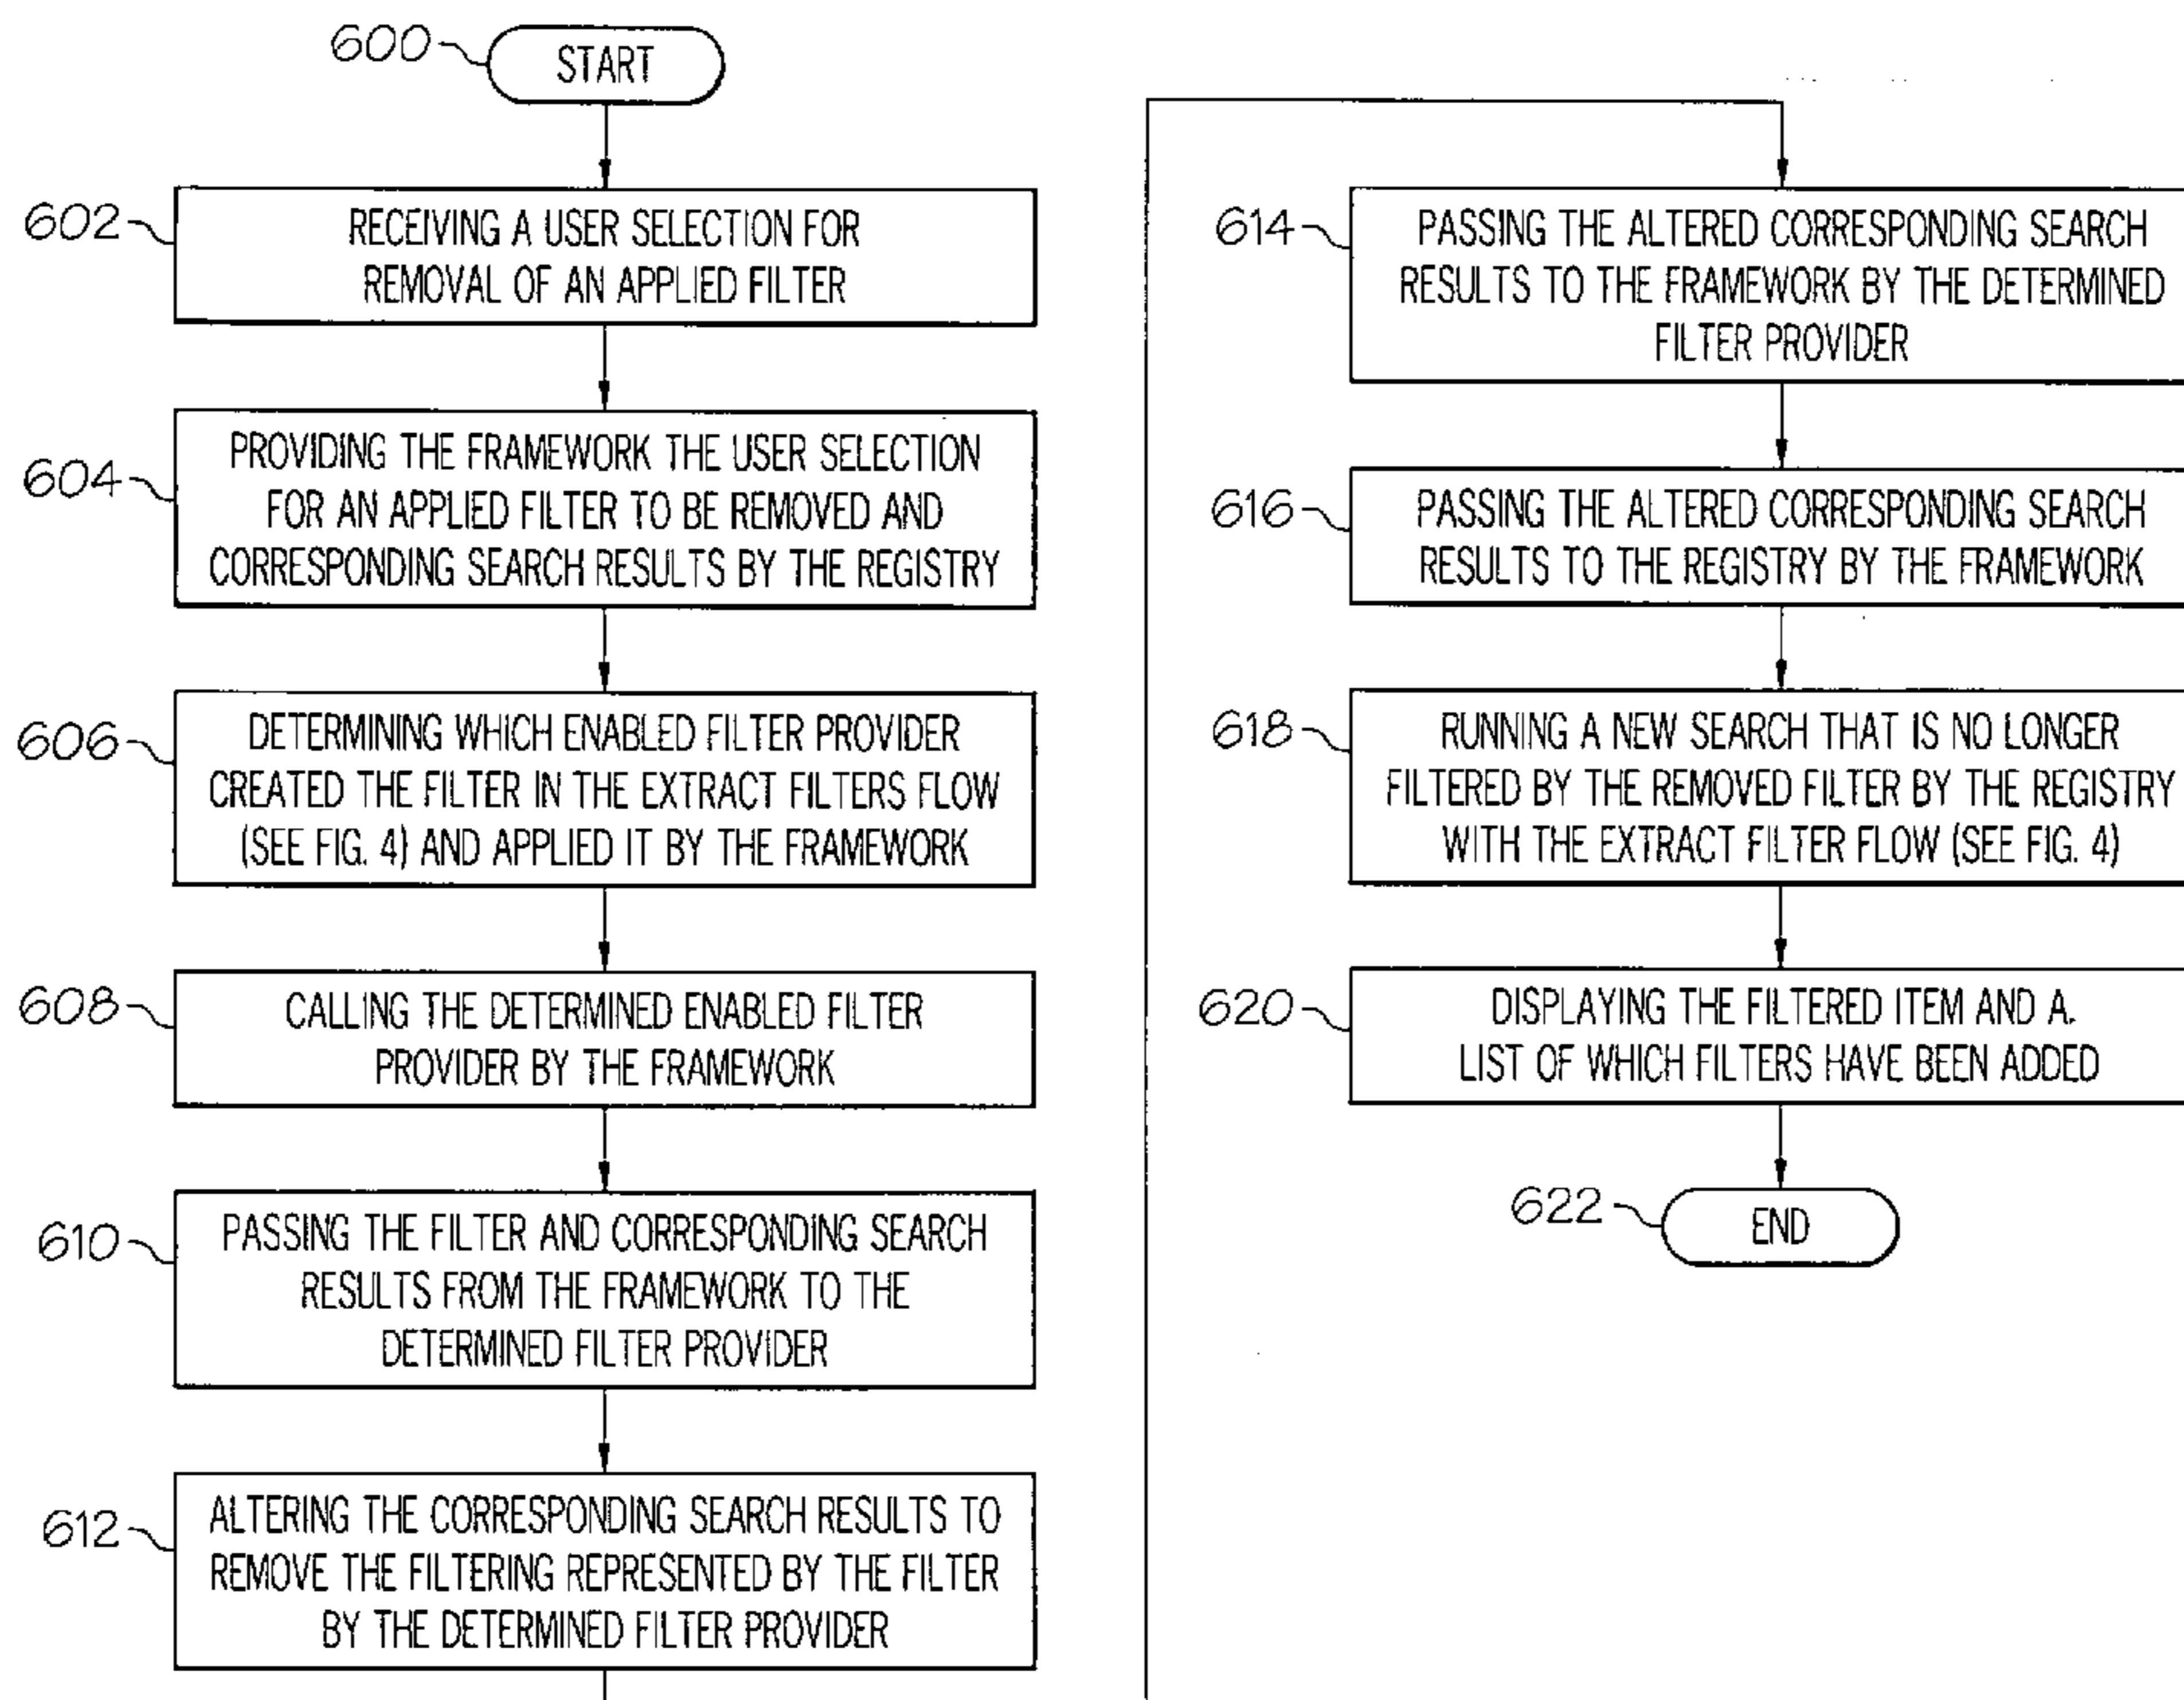 600
START
602
RECEIVING A USER SELECTION FOR
REMOVAL OF AN APPLIED FILTER
604
PROVIDING THE FRAMEWORK THE USER SELECTION
FOR AN APPLIED FILTER TO BE REMOVED AND
CORRESPONDING SEARCH RESULTS BY THE REGISTRY
606
DETERMINING WHICH ENABLED FILTER PROVIDER
CREATED THE FILTER IN THE EXTRACT FILTERS FLOW
(SEE FIG. 4) AND APPLIED IT BY THE FRAMEWORK
608
CALLING THE DETERMINED ENABLED FILTER
PROVIDER BY THE FRAMEWORK
610
PASSING THE FILTER AND CORRESPONDING SEARCH
RESULTS FROM THE FRAMEWORK TO THE
DETERMINED FILTER PROVIDER
612
ALTERING THE CORRESPONDING SEARCH RESULTS TO
REMOVE THE FILTERING REPRESENTED BY THE FILTER
BY THE DETERMINED FILTER PROVIDER
614
PASSING THE ALTERED CORRESPONDING SEARCH
RESULTS TO THE FRAMEWORK BY THE DETERMINED
FILTER PROVIDER
616
PASSING THE ALTERED CORRESPONDING SEARCH
RESULTS TO THE REGISTRY BY THE FRAMEWORK
618
RUNNING A NEW SEARCH THAT IS NO LONGER
FILTERED BY THE REMOVED FILTER BY THE REGISTRY
WITH THE EXTRACT FILTER FLOW (SEE FIG. 4)
620
DISPLAYING THE FILTERED ITEM AND A
LIST OF WHICH FILTERS HAVE BEEN ADDED
622
END